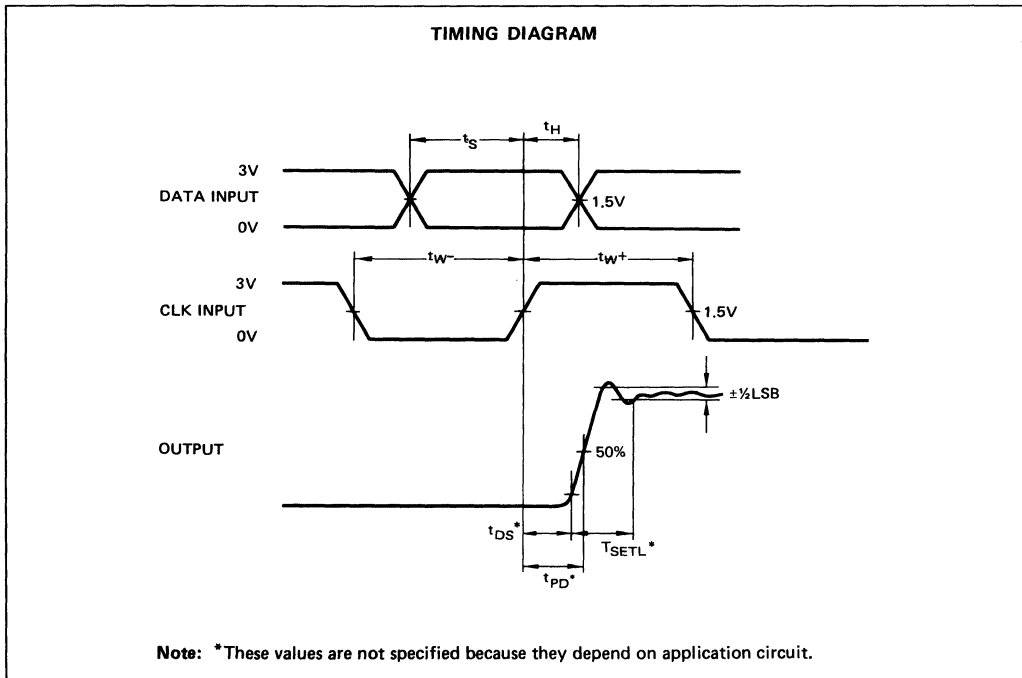 TIMING DIAGRAM
tS
tH
3V
DATA INPUT
1.5V
0V
tW-
tW+
3V
CLK INPUT
1.5V
0V
±½LSB
OUTPUT
50%
tDS*
TSETL*
tPD*
Note: *These values are not specified because they depend on application circuit.